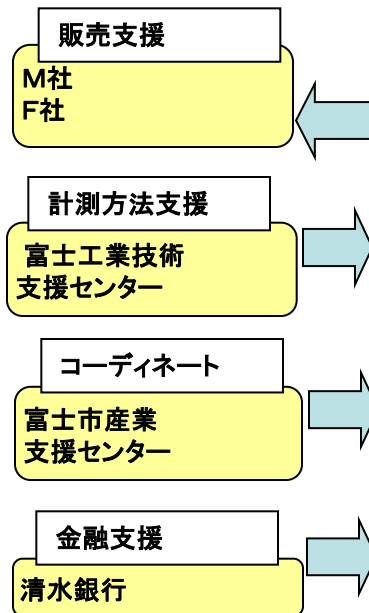 販売支援
M社
F社
計測方法支援
富士工業技術
支援センター
コーディネート
富士市産業
支援センター
金融支援
清水銀行